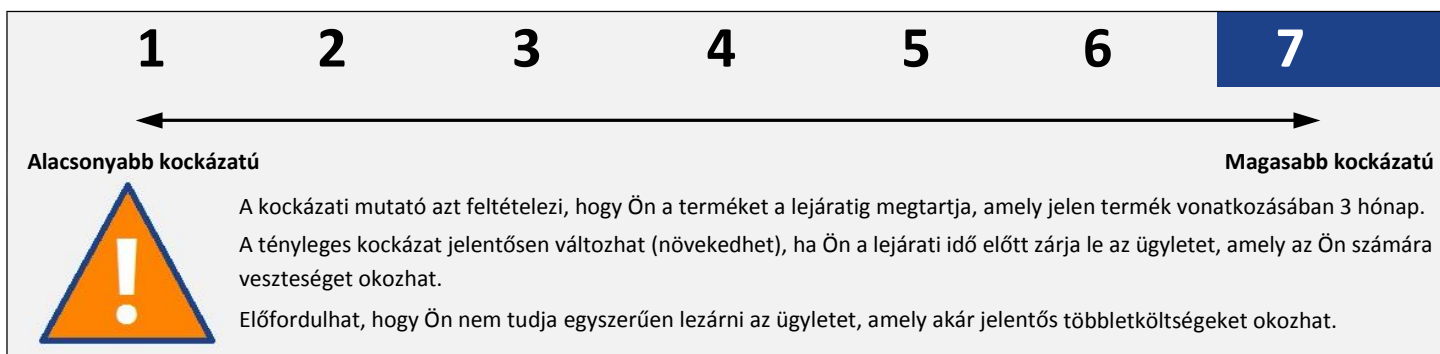 1 2 3 4 5 6 7
Alacsonyabb kockázatú Magasabb kockázatú
A kockázati mutató azt feltételezi, hogy Ön a terméket a lejáratig megtartja, amely jelen termék vonatkozásában 3 hónap.
A tényleges kockázat jelentősen változhat (növekedhet), ha Ön a lejárati idő előtt zárja le az ügyletet, amely az Ön számára
veszteséget okozhat.
Előfordulhat, hogy Ön nem tudja egyszerűen lezárni az ügyletet, amely akár jelentős többletköltségeket okozhat.